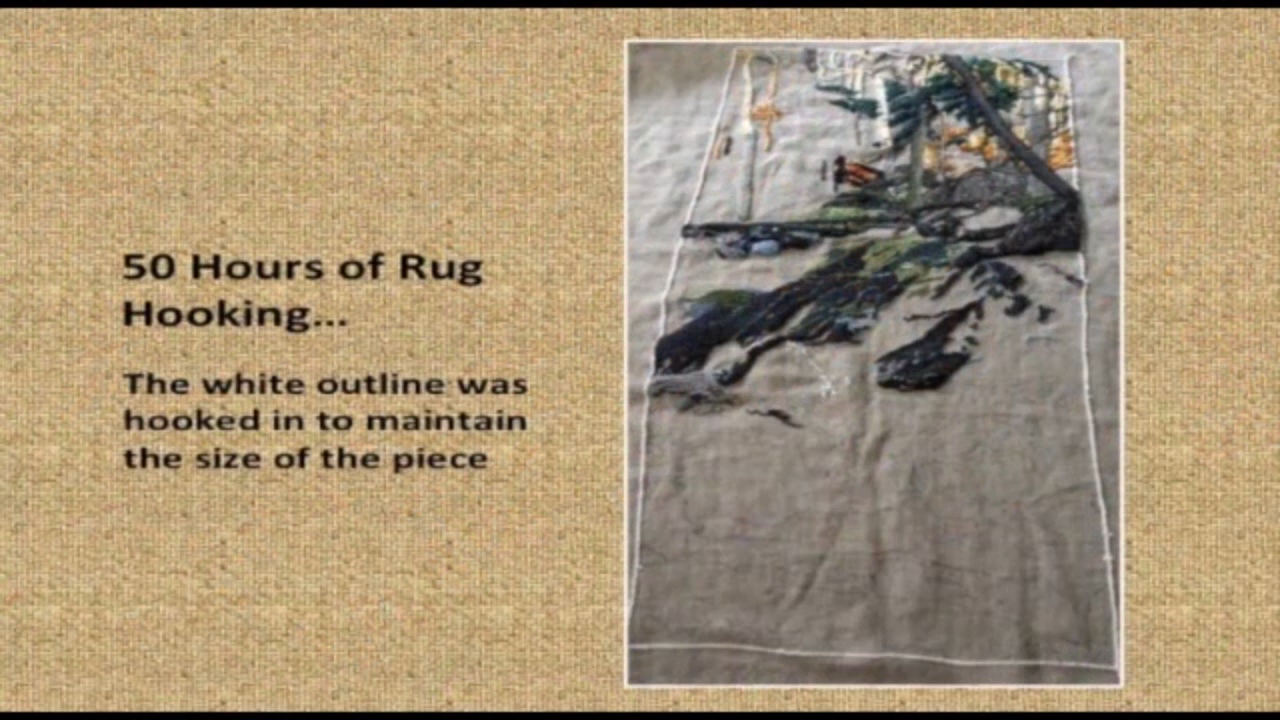 50 Hours of Rug
Hooking...
The white outline was
hooked in to maintain
the size of the piece